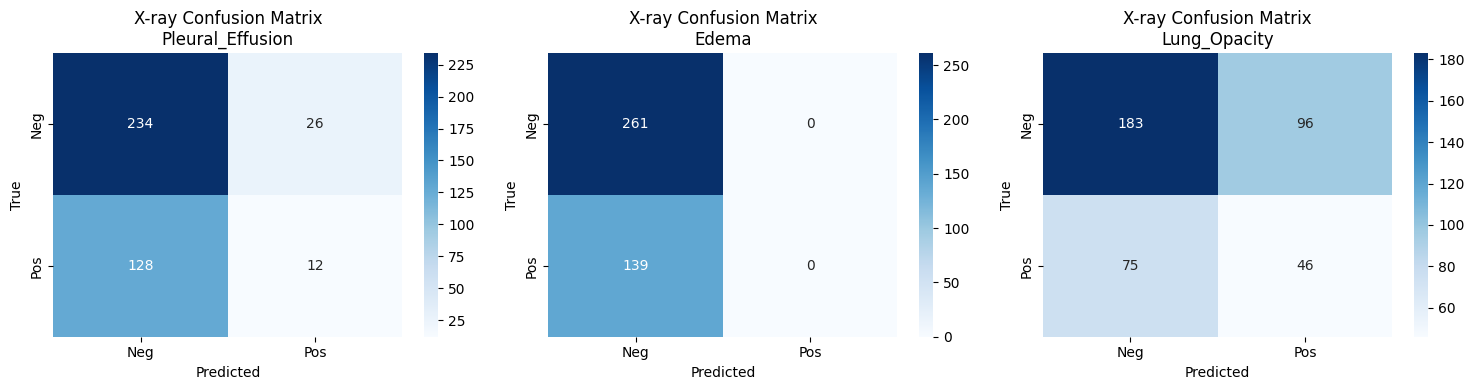 X-ray Confusion Matrix
Pleural_Effusion
Neg
Pos
True
234
26
128
12
Neg
Pos
Predicted
225
200
175
150
125
100
75
50
25
X-ray Confusion Matrix
Edema
Neg
Pos
True
261
0
139
0
Neg
Pos
Predicted
250
200
150
100
50
0
X-ray Confusion Matrix
Lung_Opacity
Neg
Pos
True
183
96
75
46
Neg
Pos
Predicted
180
160
140
120
100
80
60